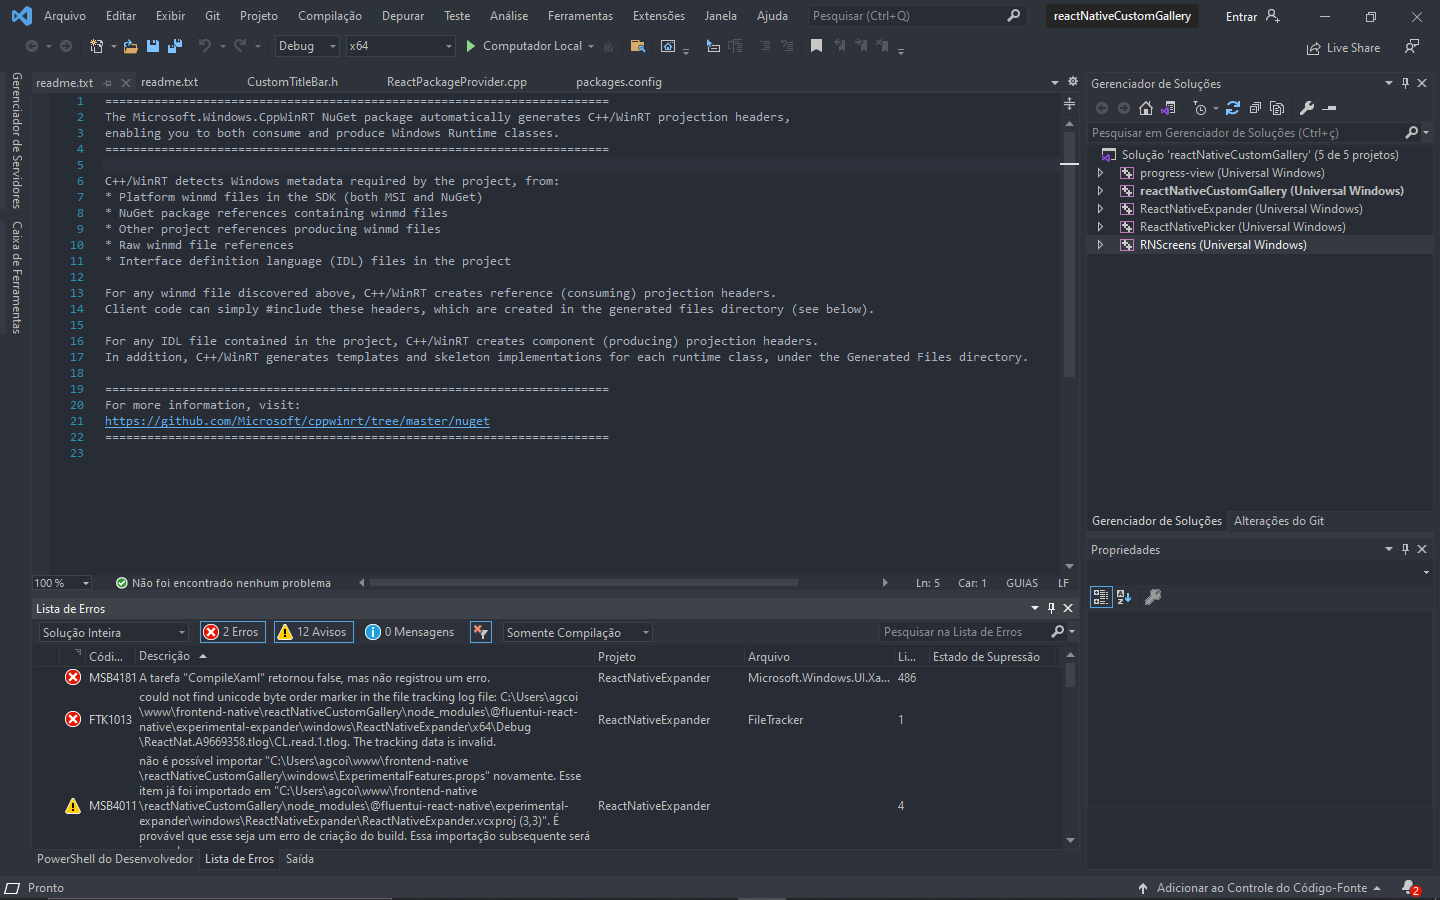 Arquivo Editar Exibir Git Projeto Compilação Depurar Teste Análise Ferramentas Extensões Janela Ajuda Pesquisar (Ctrl+Q) reactNativeCustomGallery Entrar
Debug x64 Computador Local Live Share
Gerenciador de Servidores
Caixa de Ferramentas
readme.txt readme.txt CustomTitleBar.h ReactPackageProvider.cpp packages.config
1 ========================================================================
2 The Microsoft.Windows.CppWinRT NuGet package automatically generates C++/WinRT projection headers,
3 enabling you to both consume and produce Windows Runtime classes.
4 ========================================================================
5
6 C++/WinRT detects Windows metadata required by the project, from:
7 * Platform winmd files in the SDK (both MSI and NuGet)
8 * NuGet package references containing winmd files
9 * Other project references producing winmd files
10 * Raw winmd file references
11 * Interface definition language (IDL) files in the project
12
13 For any winmd file discovered above, C++/WinRT creates reference (consuming) projection headers.
14 Client code can simply #include these headers, which are created in the generated files directory (see below).
15
16 For any IDL file contained in the project, C++/WinRT creates component (producing) projection headers.
17 In addition, C++/WinRT generates templates and skeleton implementations for each runtime class, under the Generated Files directory.
18
19 ========================================================================
20 For more information, visit:
21 https://github.com/Microsoft/cppwinrt/tree/master/nuget
22 ========================================================================
23
100 % Não foi encontrado nenhum problema Ln: 5 Car: 1 GUIAS LF
Gerenciador de Soluções
Pesquisar em Gerenciador de Soluções (Ctrl+ç)
Solução 'reactNativeCustomGallery' (5 de 5 projetos)
progress-view (Universal Windows)
reactNativeCustomGallery (Universal Windows)
ReactNativeExpander (Universal Windows)
ReactNativePicker (Universal Windows)
RNScreens (Universal Windows)
Gerenciador de Soluções Alterações do Git
Propriedades
Lista de Erros
Solução Inteira 2 Erros 12 Avisos 0 Mensagens Somente Compilação Pesquisar na Lista de Erros
Códi... Descrição Projeto Arquivo Li... Estado de Supressão
MSB4181 A tarefa "CompileXaml" retornou false, mas não registrou um erro. ReactNativeExpander Microsoft.Windows.UI.Xa... 486
could not find unicode byte order marker in the file tracking log file: C:\Users\agcoi
\www\frontend-native\reactNativeCustomGallery\node_modules\@fluentui-react-
FTK1013 native\experimental-expander\windows\ReactNativeExpander\x64\Debug ReactNativeExpander FileTracker 1
\ReactNat.A9669358.tlog\CL.read.1.tlog. The tracking data is invalid.
não é possível importar "C:\Users\agcoi\www\frontend-native
\reactNativeCustomGallery\windows\ExperimentalFeatures.props" novamente. Esse
item já foi importado em "C:\Users\agcoi\www\frontend-native
MSB4011 \reactNativeCustomGallery\node_modules\@fluentui-react-native\experimental- ReactNativeExpander 4
expander\windows\ReactNativeExpander\ReactNativeExpander.vcxproj (3,3)". É
provável que esse seja um erro de criação do build. Essa importação subsequente será
PowerShell do Desenvolvedor Lista de Erros Saída
Pronto Adicionar ao Controle do Código-Fonte 2